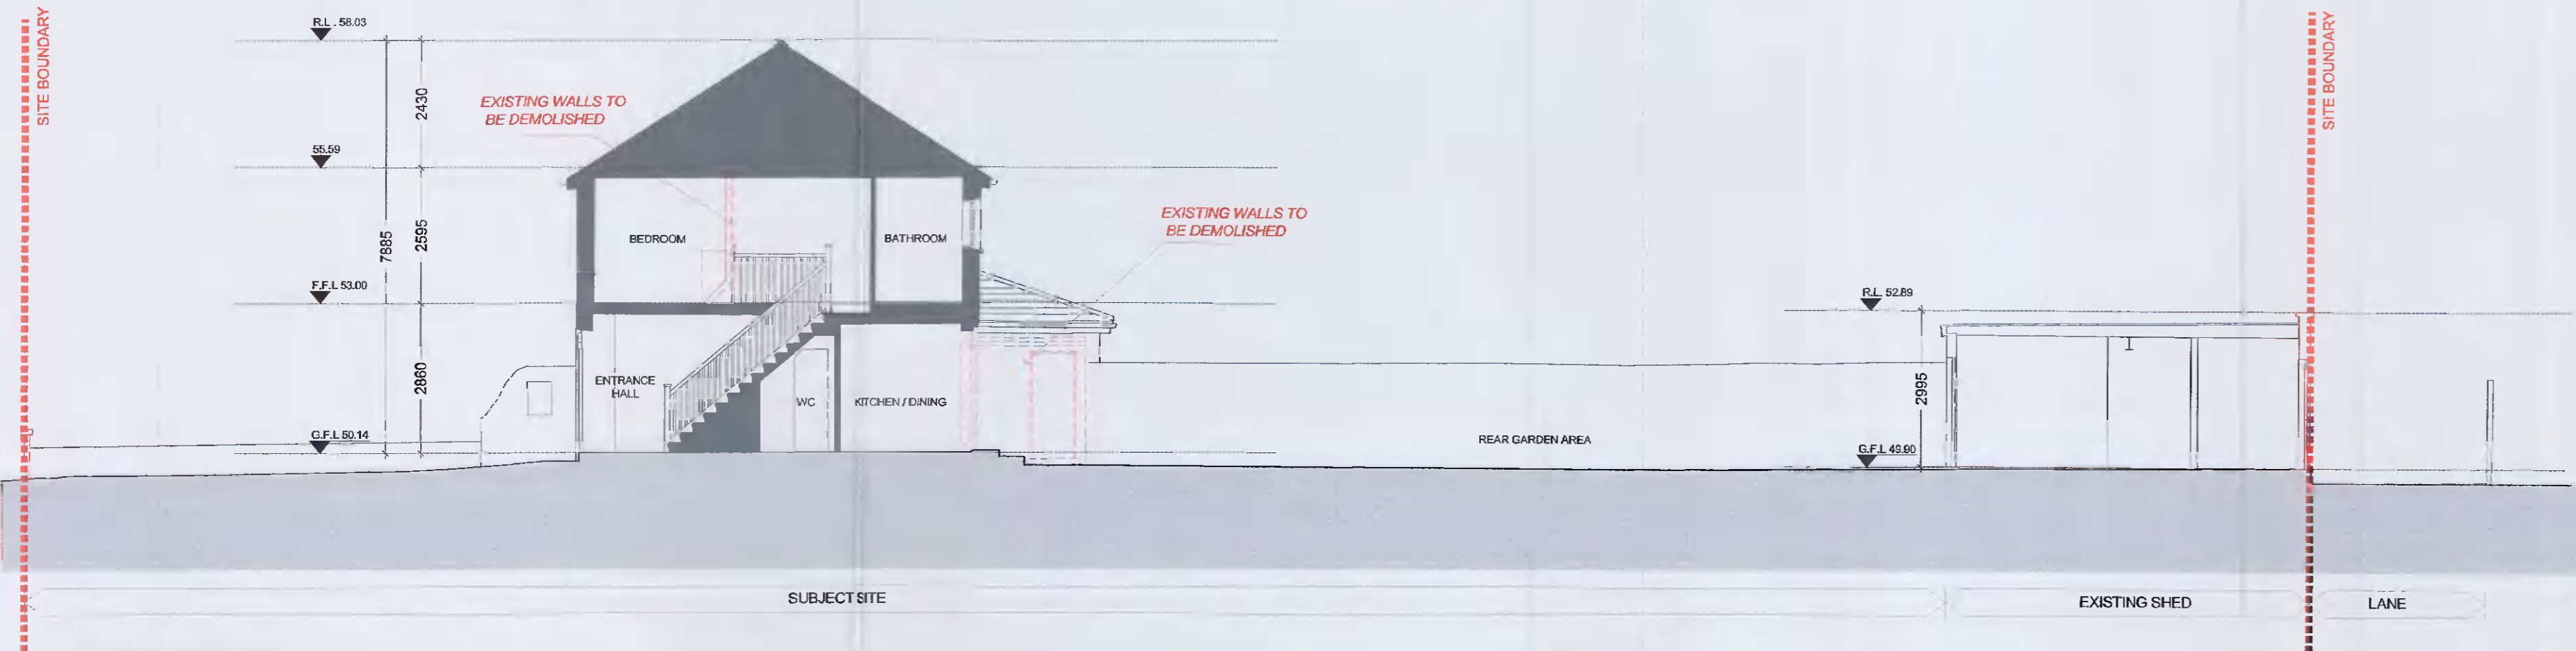 SITE BOUNDARY
R.L . 58.03
2430
EXISTING WALLS TO
BE DEMOLISHED
55.59
7885
2595
BEDROOM
BATHROOM
EXISTING WALLS TO
BE DEMOLISHED
F.F.L 53.00
2860
ENTRANCE
HALL
WC
KITCHEN / DINING
G.F.L 50.14
REAR GARDEN AREA
R.L. 52.89
2995
G.F.L 49.90
SITE BOUNDARY
SUBJECT SITE
EXISTING SHED
LANE